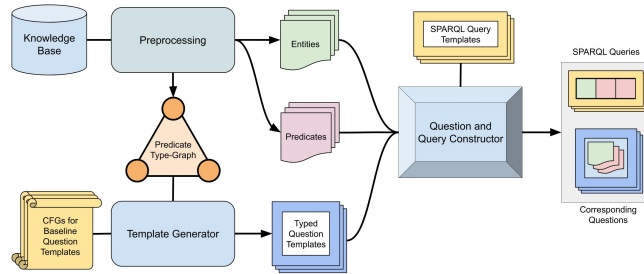 Knowledge
Base
Preprocessing
Entities
SPARQL Query
Templates
SPARQL Queries
Predicate
Type-Graph
Predicates
Question and
Query Constructor
CFGs for
Baseline
Question
Templates
Template Generator
Typed
Question
Templates
Corresponding
Questions